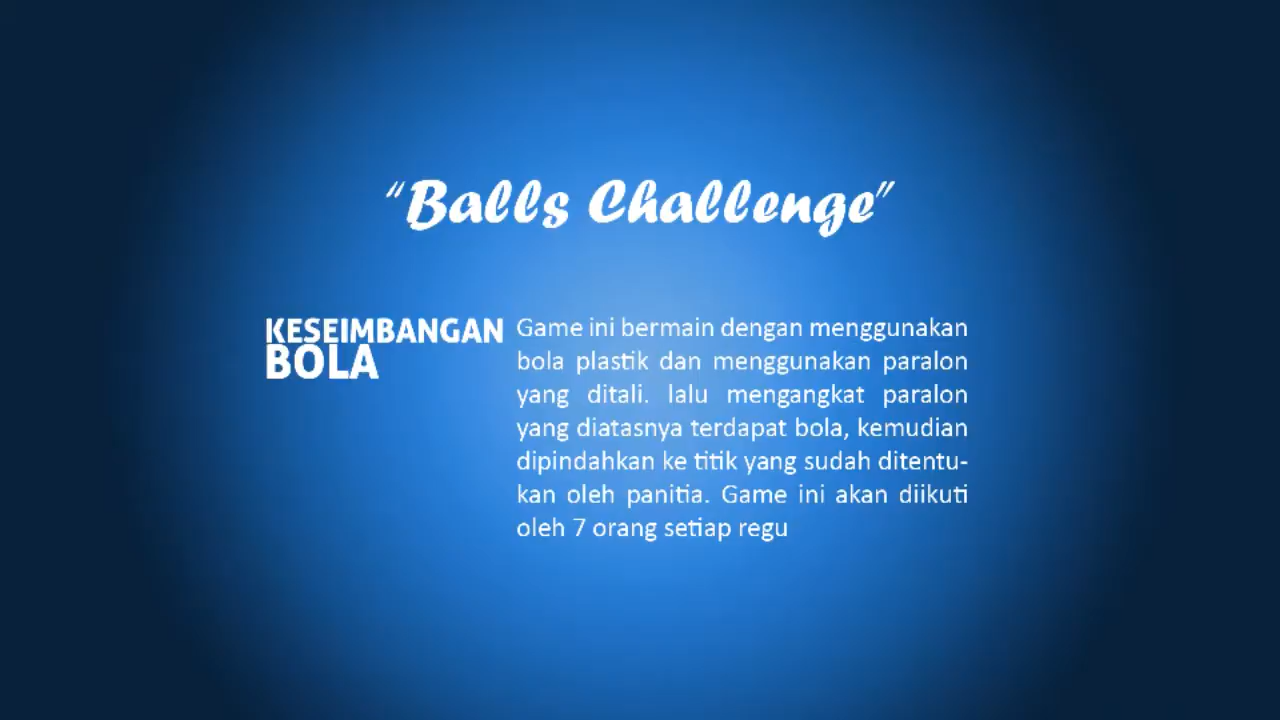 “Balls Challenge”
KESEIMBANGAN
BOLA
Game ini bermain dengan menggunakan
bola plastik dan menggunakan paralon
yang ditali. lalu mengangkat paralon
yang diatasnya terdapat bola, kemudian
dipindahkan ke titik yang sudah ditentu-
kan oleh panitia. Game ini akan diikuti
oleh 7 orang setiap regu